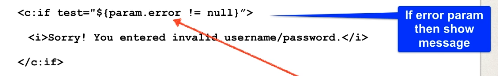 <c:if test="${param.error != null}”>
<i>Sorry! You entered invalid username/password.</i>
</c:if>
If error param
then show
message